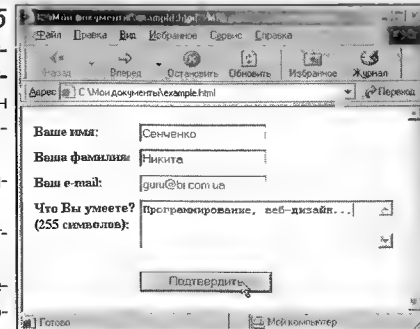 C:\Мои документы\example.html
Файл Правка Вид Избранное Сервис Справка
Назад Вперед Остановить Обновить Избранное Журнал
Адрес C:\Мои документы\example.html Переход
Ваше имя: Сенченко
Ваша фамилия: Никита
Ваш e-mail: guru@bi.com.ua
Что Вы умеете? Программирование, веб-дизайн...
(255 символов):
Подтвердить
Готово Мой компьютер